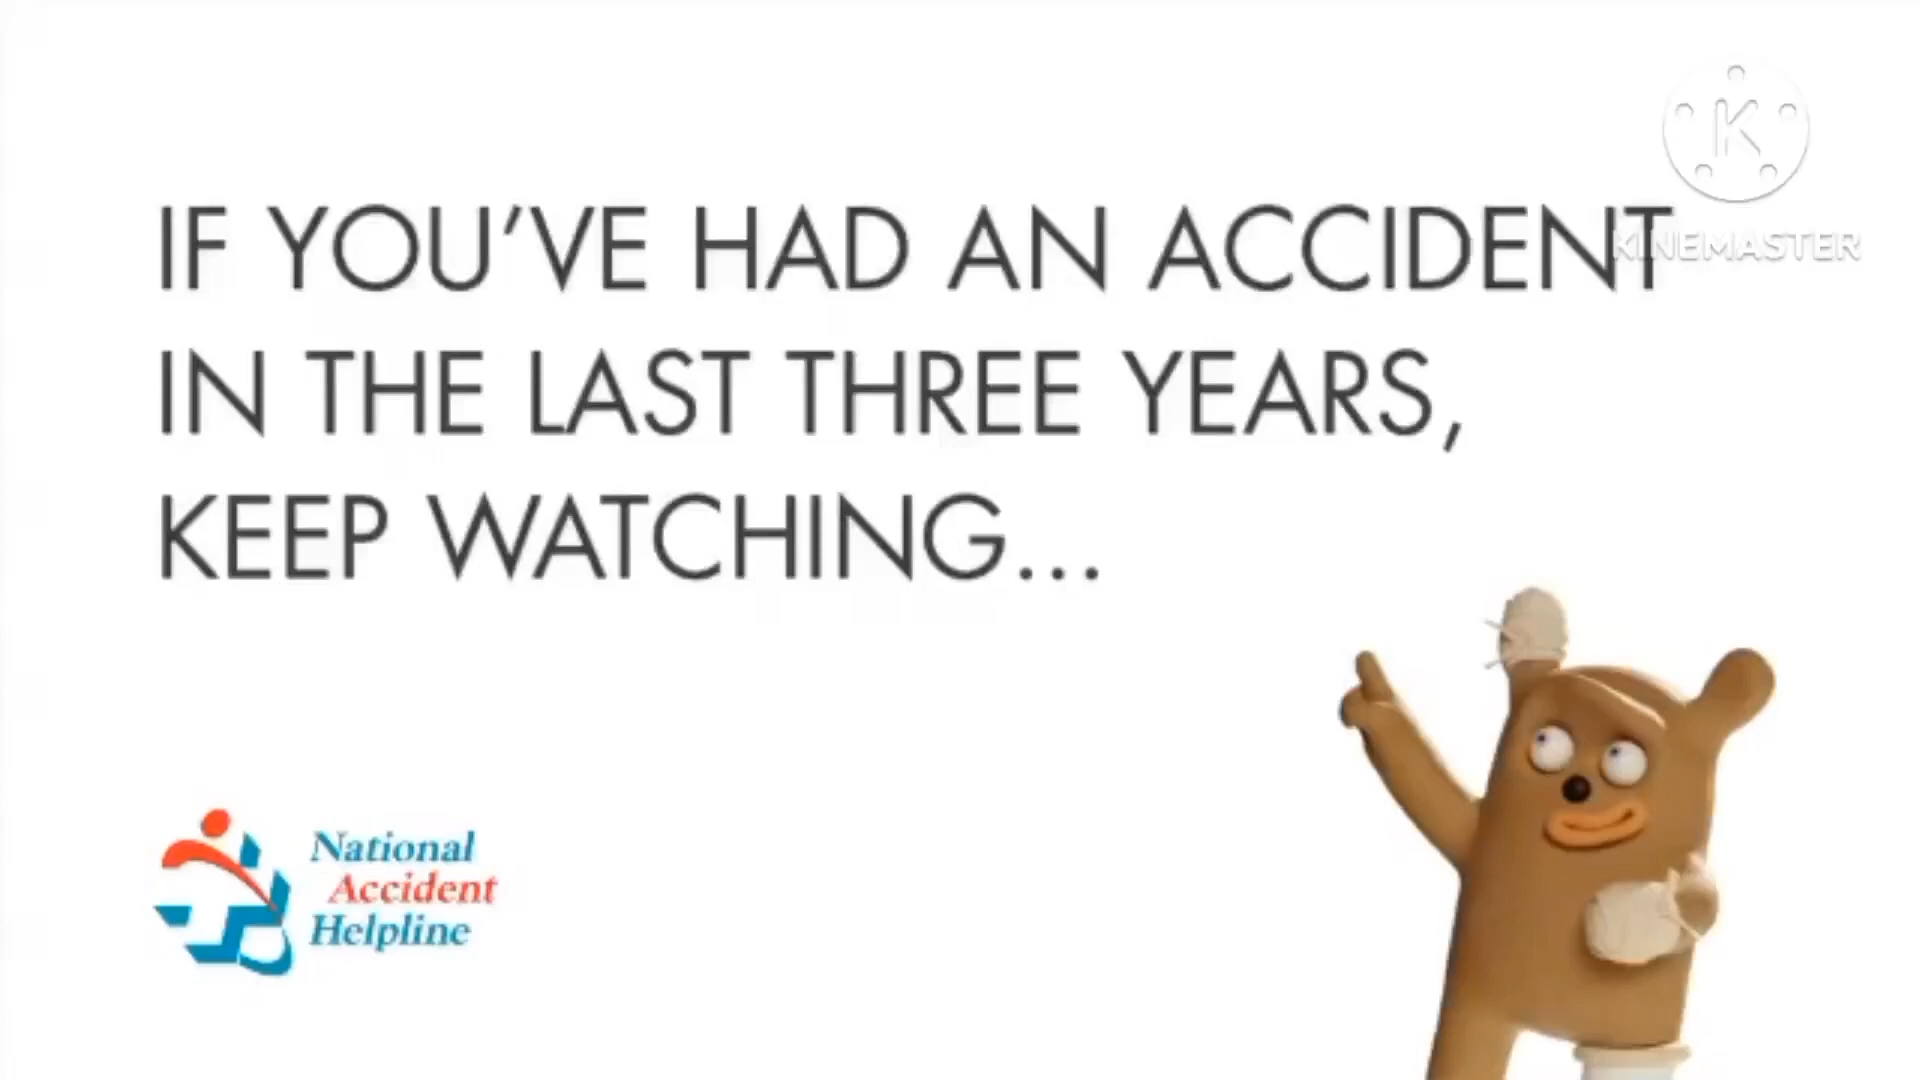 IF YOU'VE HAD AN ACCIDENT
IN THE LAST THREE YEARS,
KEEP WATCHING...
K
KINEMASTER
National
Accident
Helpline